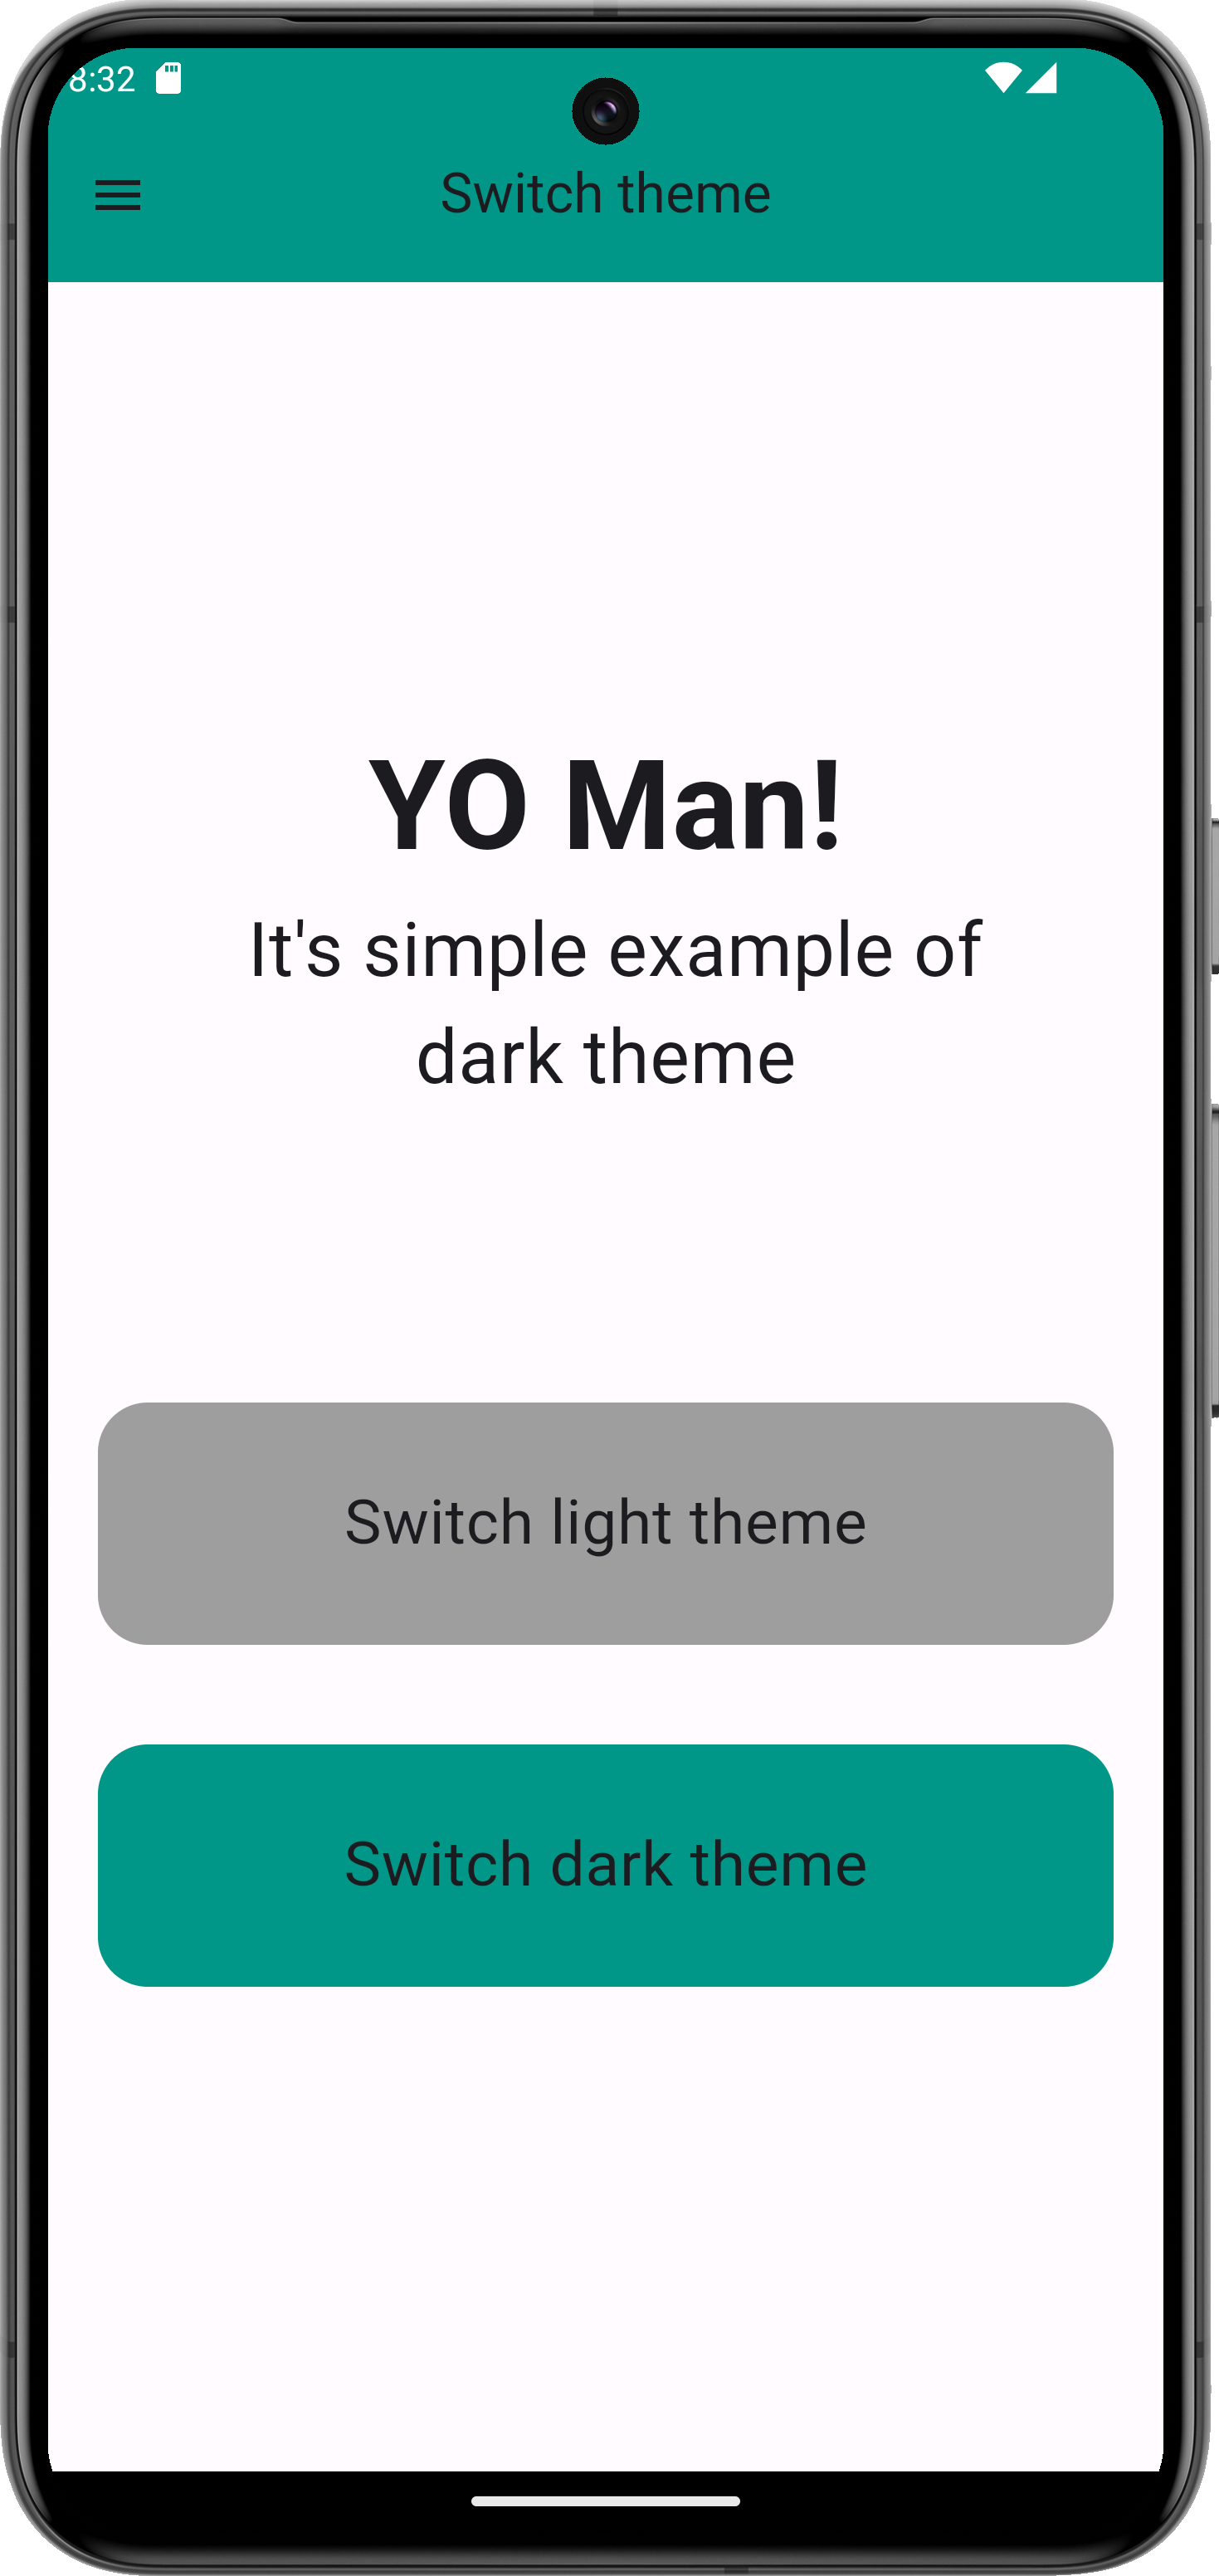 8:32
Switch theme
YO Man!
It's simple example of
dark theme
Switch light theme
Switch dark theme